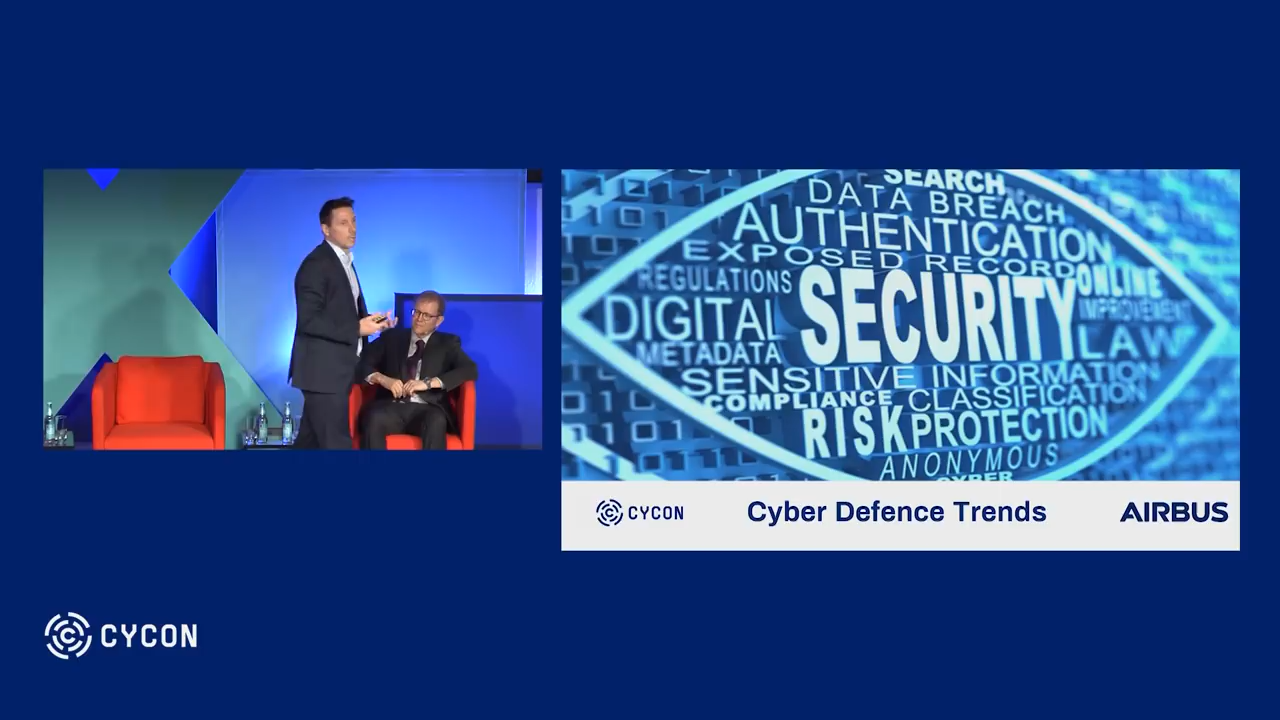 SEARCH
DATA BREACH
AUTHENTICATION
EXPOSED RECORD
REGULATIONS
SECURITY
ONLINE
DIGITAL
IMPROVEMENT
METADATA
LAW
SENSITIVE INFORMATION
COMPLIANCE CLASSIFICATION
RISK PROTECTION
ANONYMOUS
CYBER
CYCON
Cyber Defence Trends
AIRBUS
CYCON